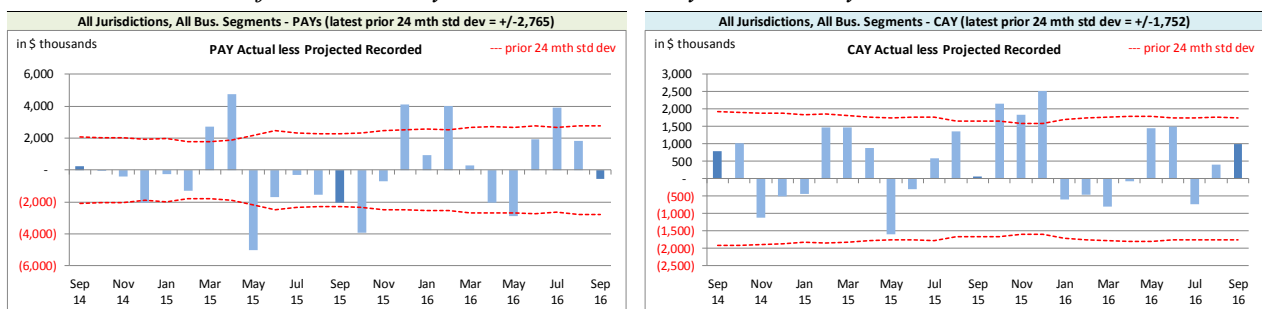 All Jurisdictions, All Bus. Segments - PAYs (latest prior 24 mth std dev = +/-2,765)
in $ thousands
PAY Actual less Projected Recorded
--- prior 24 mth std dev
6,000
4,000
2,000
-
(2,000)
(4,000)
(6,000)
Sep Nov Jan Mar May Jul Sep Nov Jan Mar May Jul Sep
14 14 15 15 15 15 15 15 16 16 16 16 16
All Jurisdictions, All Bus. Segments - CAY (latest prior 24 mth std dev = +/-1,752)
in $ thousands
CAY Actual less Projected Recorded
--- prior 24 mth std dev
3,000
2,500
2,000
1,500
1,000
500
-
(500)
(1,000)
(1,500)
(2,000)
(2,500)
Sep Nov Jan Mar May Jul Sep Nov Jan Mar May Jul Sep
14 14 15 15 15 15 15 15 16 16 16 16 16